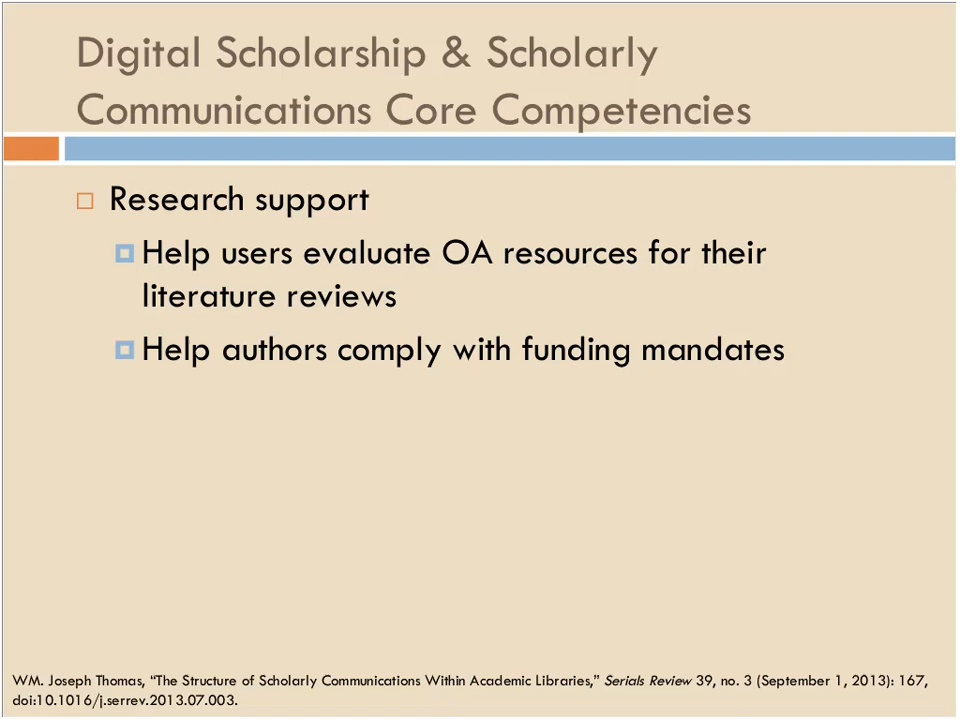 Digital Scholarship & Scholarly
Communications Core Competencies
Research support
Help users evaluate OA resources for their
literature reviews
Help authors comply with funding mandates
WM. Joseph Thomas, “The Structure of Scholarly Communications Within Academic Libraries,” Serials Review 39, no. 3 (September 1, 2013): 167,
doi:10.1016/j.serrev.2013.07.003.